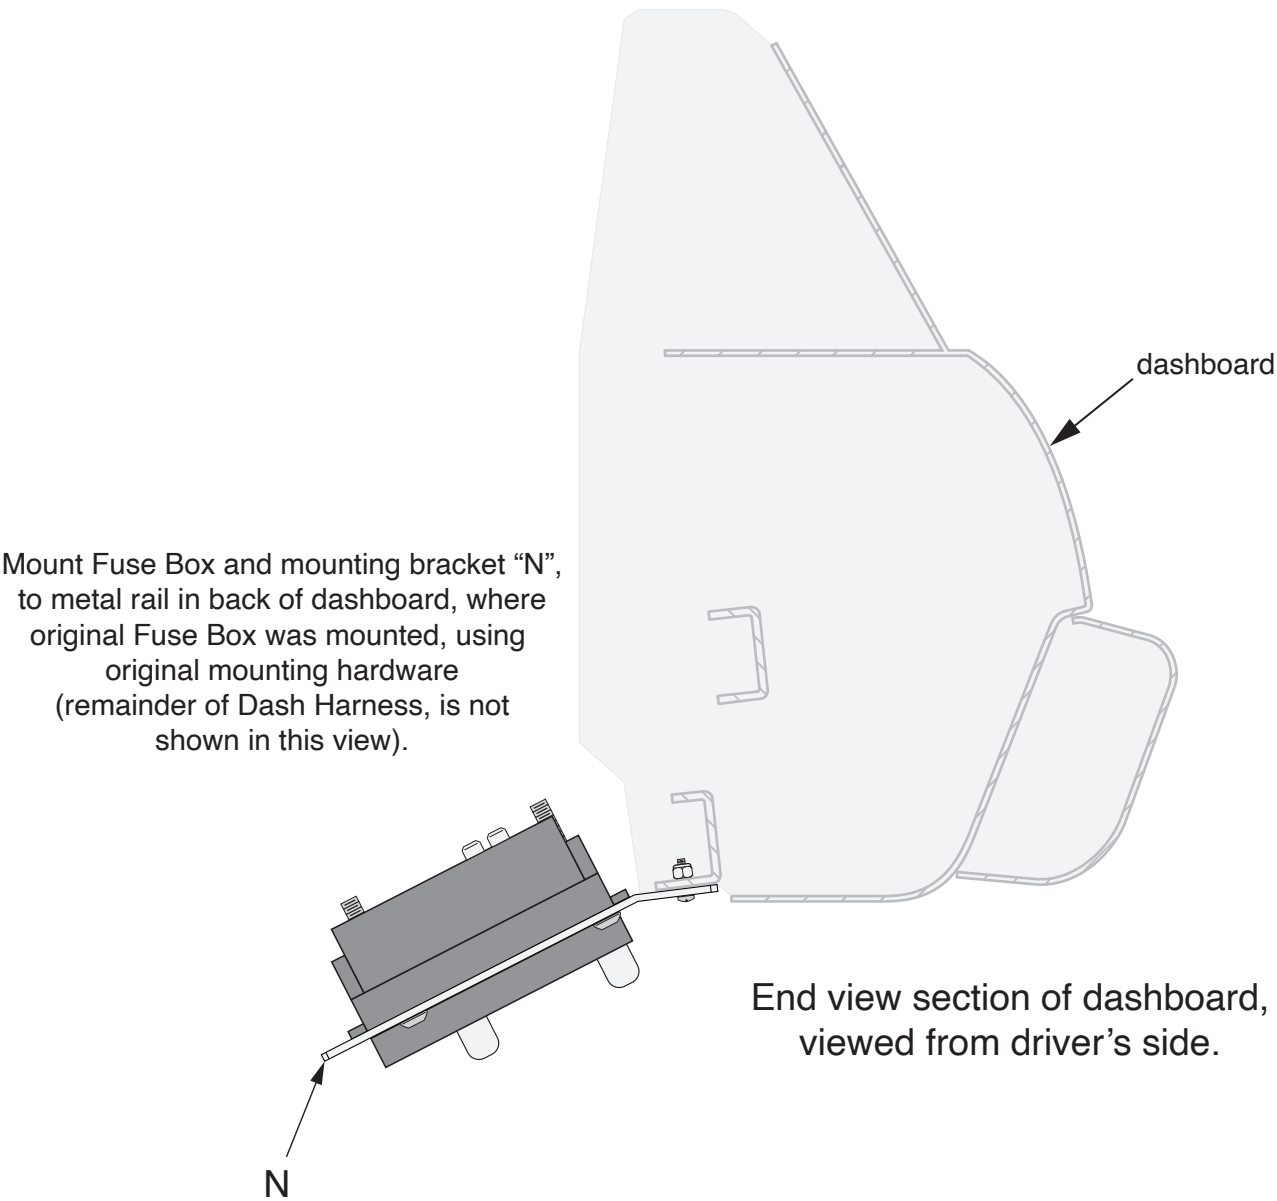 dashboard
Mount Fuse Box and mounting bracket “N”,
to metal rail in back of dashboard, where
original Fuse Box was mounted, using
original mounting hardware
(remainder of Dash Harness, is not
shown in this view).
End view section of dashboard,
viewed from driver’s side.
N